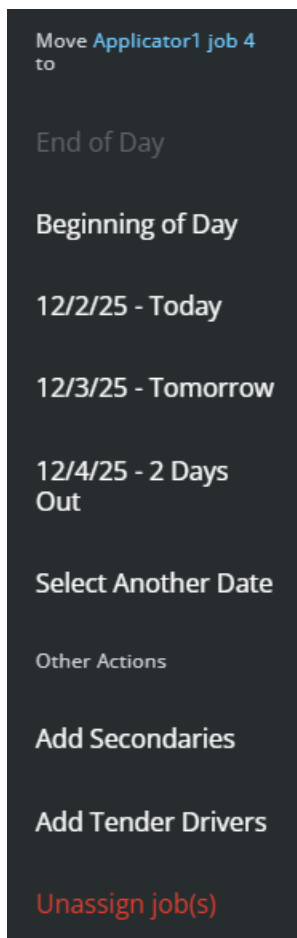 Move Applicator1 job 4
to
End of Day
Beginning of Day
12/2/25 - Today
12/3/25 - Tomorrow
12/4/25 - 2 Days
Out
Select Another Date
Other Actions
Add Secondaries
Add Tender Drivers
Unassign job(s)